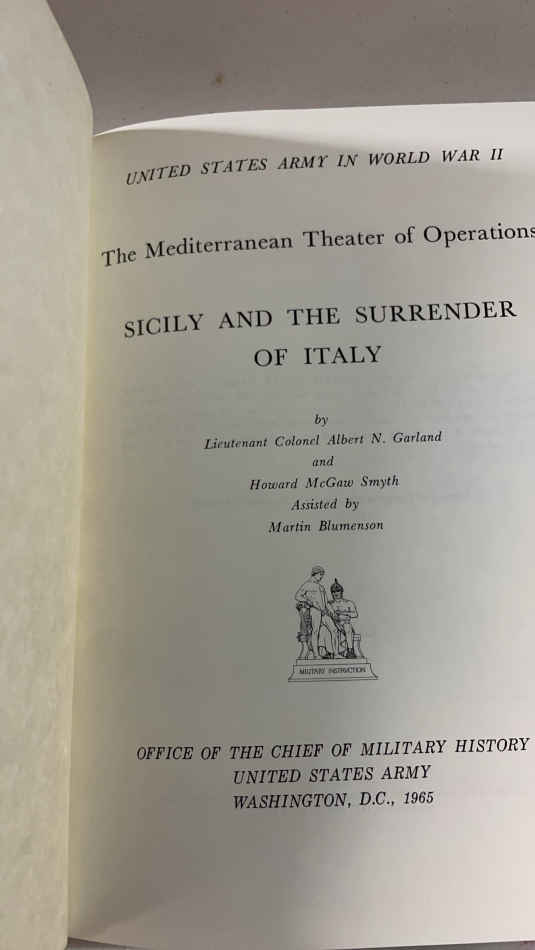 UNITED STATES ARMY IN WORLD WAR II
The Mediterranean Theater of Operations
SICILY AND THE SURRENDER
OF ITALY
by
Lieutenant Colonel Albert N. Garland
and
Howard McGaw Smyth
Assisted by
Martin Blumenson
MILITARY INSTRUCTION
OFFICE OF THE CHIEF OF MILITARY HISTORY
UNITED STATES ARMY
WASHINGTON, D.C., 1965